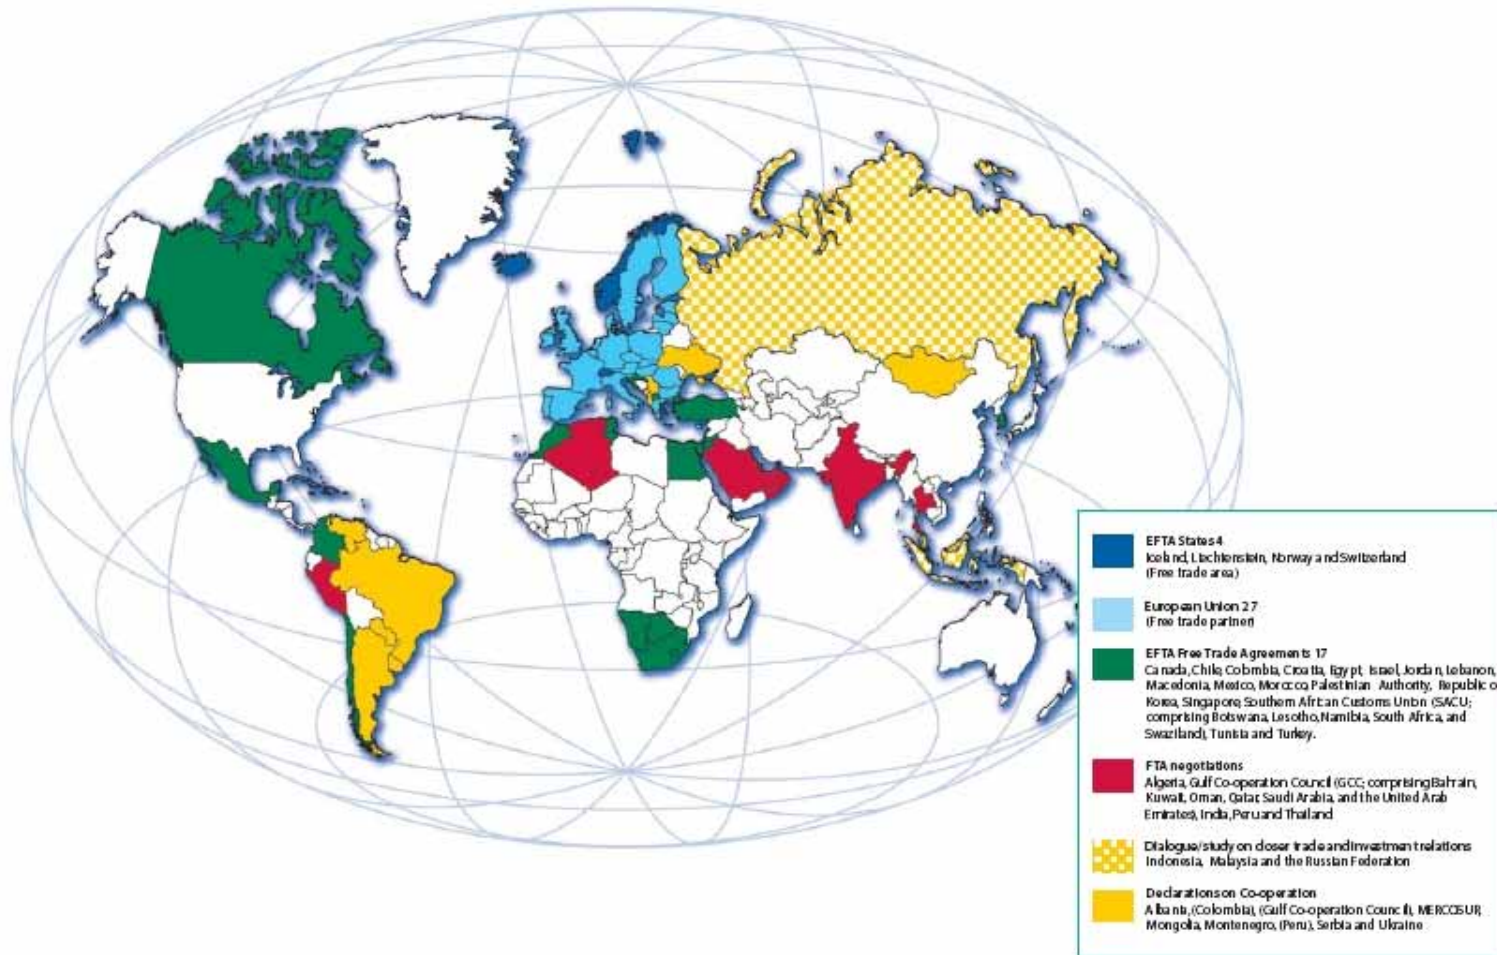 EFTA States 4
Iceland, Liechtenstein, Norway and Switzerland
(Free trade area)
European Union 27
(Free trade partner)
EFTA Free Trade Agreements 17
Canada, Chile, Colombia, Croatia, Egypt, Israel, Jordan, Lebanon,
Macedonia, Mexico, Morocco, Palestinian Authority, Republic o
Korea, Singapore, Southern African Customs Union (SACU;
comprising Botswana, Lesotho, Namibia, South Africa, and
Swaziland), Tunisia and Turkey.
FTA negotiations
Algeria, Gulf Co-operation Council (GCC; comprising Bahrain,
Kuwait, Oman, Qatar, Saudi Arabia, and the United Arab
Emirates), India, Peru and Thailand
Dialogue/study on closer trade and investment relations
Indonesia, Malaysia and the Russian Federation
Declarations on Co-operation
Albania, (Colombia), (Gulf Co-operation Council), MERCOSUR,
Mongolia, Montenegro, (Peru), Serbia and Ukraine